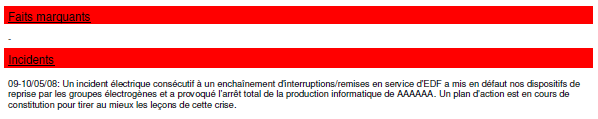 Faits marquants
-
Incidents
09-10/05/08: Un incident électrique consécutif à un enchaînement d'interruptions/remises en service d'EDF a mis en défaut nos dispositifs de
reprise par les groupes électrogènes et a provoqué l'arrêt total de la production informatique de AAAAAA. Un plan d'action est en cours de
constitution pour tirer au mieux les leçons de cette crise.